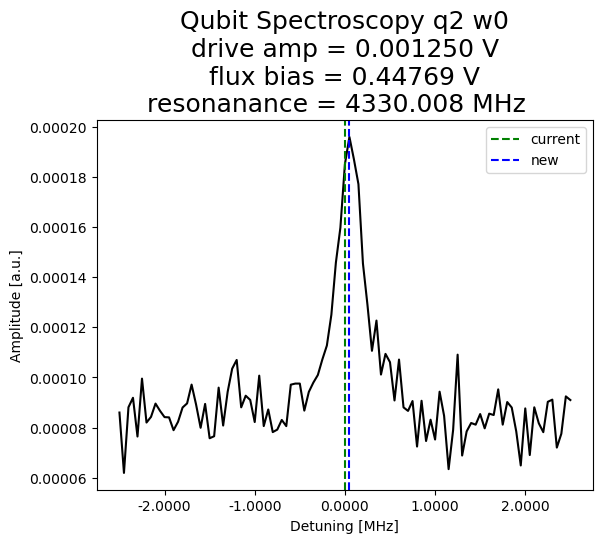 Qubit Spectroscopy q2 w0
drive amp = 0.001250 V
flux bias = 0.44769 V
resonanance = 4330.008 MHz
0.00020
0.00018
0.00016
0.00014
0.00012
0.00010
0.00008
0.00006
Amplitude [a.u.]
current
new
-2.0000 -1.0000 0.0000 1.0000 2.0000
Detuning [MHz]